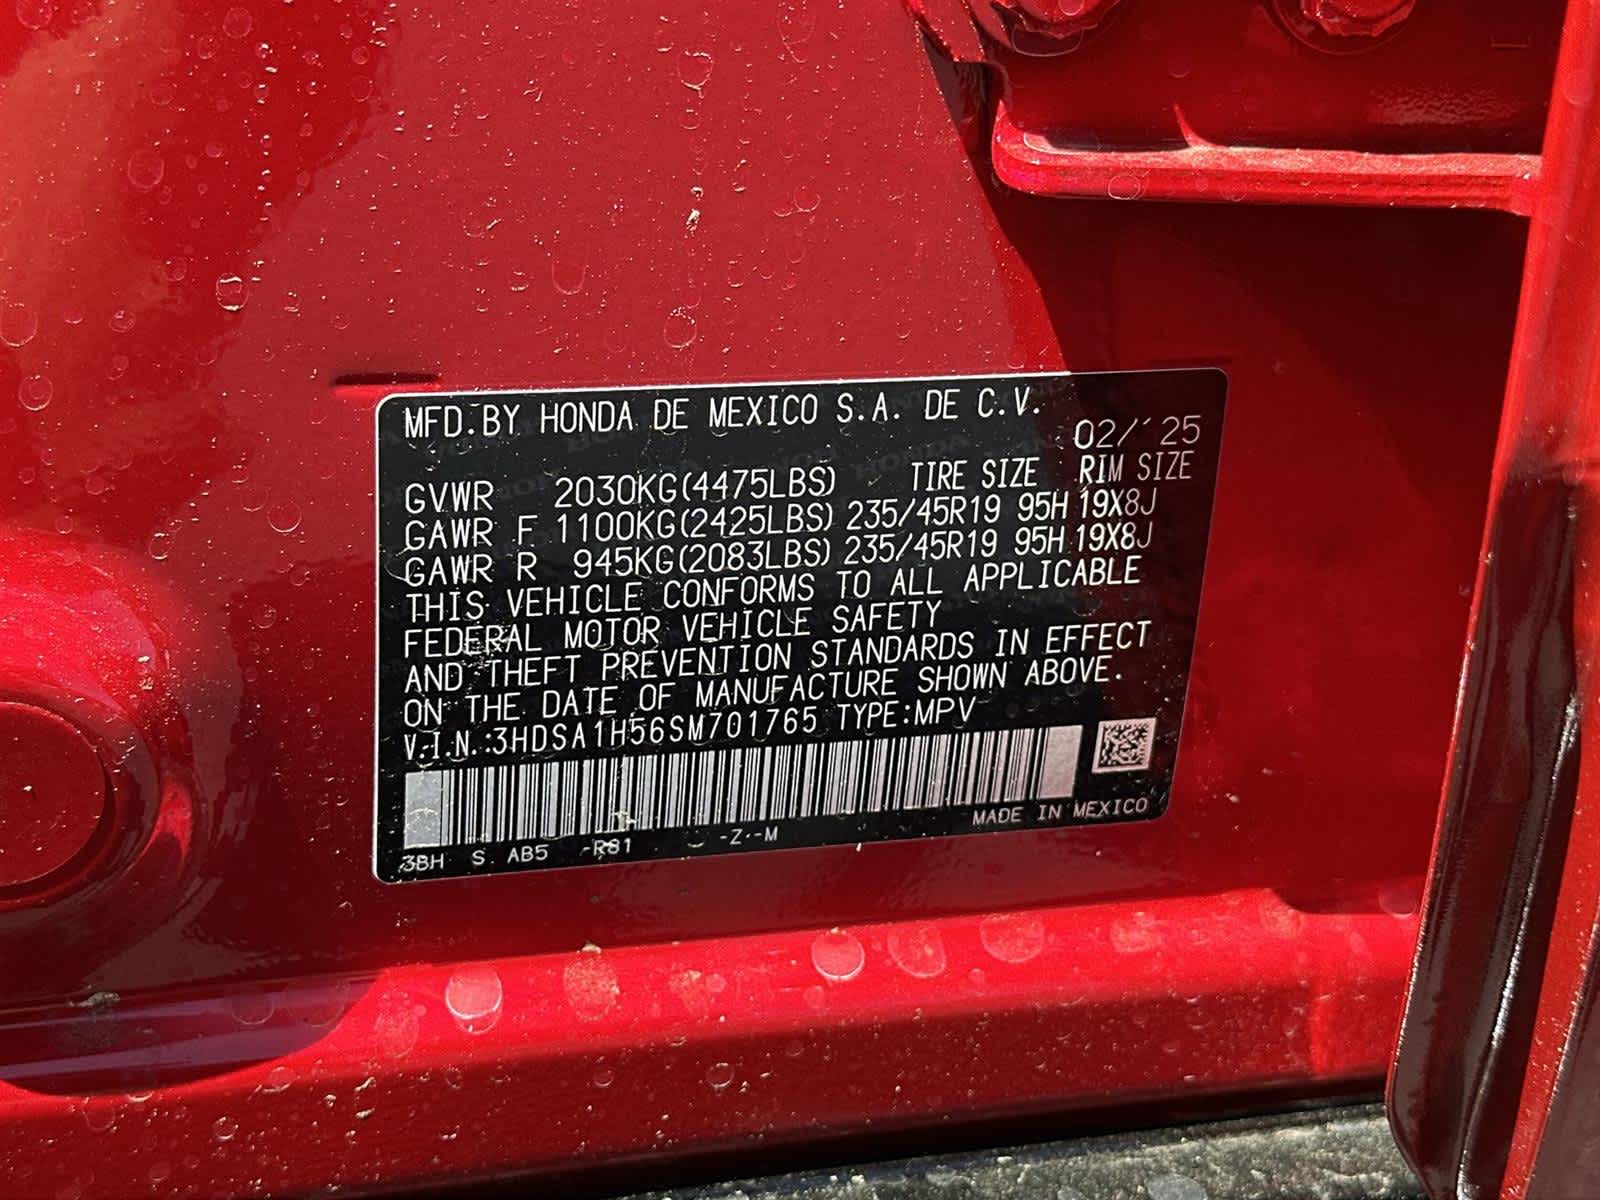 MFD.BY HONDA DE MEXICO S.A. DE C.V.
02/'25
GVWR 2030KG(4475LBS) TIRE SIZE RIM SIZE
GAWR F 1100KG(2425LBS) 235/45R19 95H 19X8J
GAWR R 945KG(2083LBS) 235/45R19 95H 19X8J
THIS VEHICLE CONFORMS TO ALL APPLICABLE
FEDERAL MOTOR VEHICLE SAFETY
AND THEFT PREVENTION STANDARDS IN EFFECT
ON THE DATE OF MANUFACTURE SHOWN ABOVE.
V.I.N.:3HDSA1H56SM701765 TYPE:MPV
MADE IN MEXICO
3BH S AB5 -R81 -Z-M